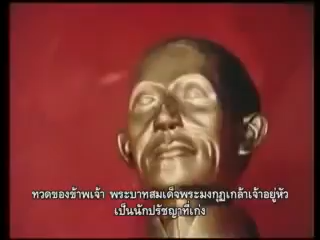 ทวดของข้าพเจ้า พระบาทสมเด็จพระมงกุฎเกล้าเจ้าอยู่หัว
เป็นนักปรัชญาที่เก่ง